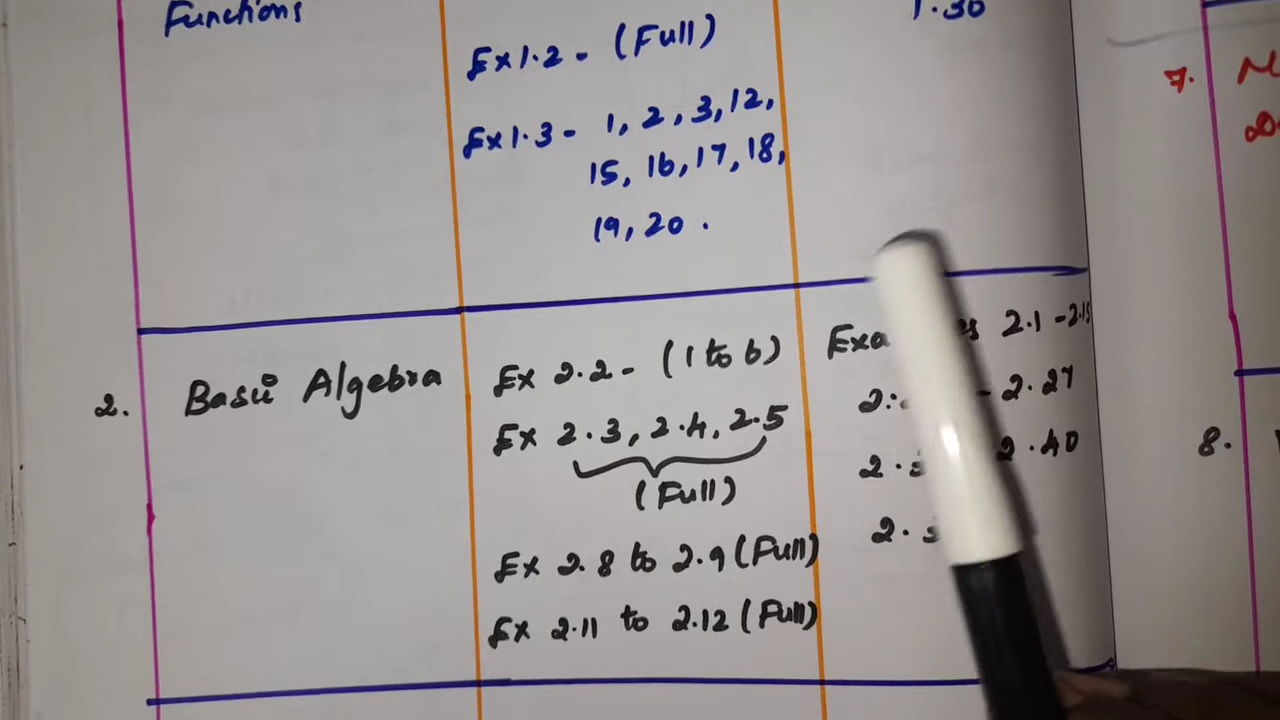 Functions
Ex 1.2 - (Full)
1.30
Ex 1.3 - 1, 2, 3, 12,
15, 16, 17, 18,
19, 20.
2. Basic Algebra
Ex 2.2 - (1 to 6)
Ex 2.3, 2.4, 2.5
(Full)
Ex 2.8 to 2.9 (Full)
Ex 2.11 to 2.12 (Full)
2.1 - 2.15
- 2.27
2.40
7.
8.